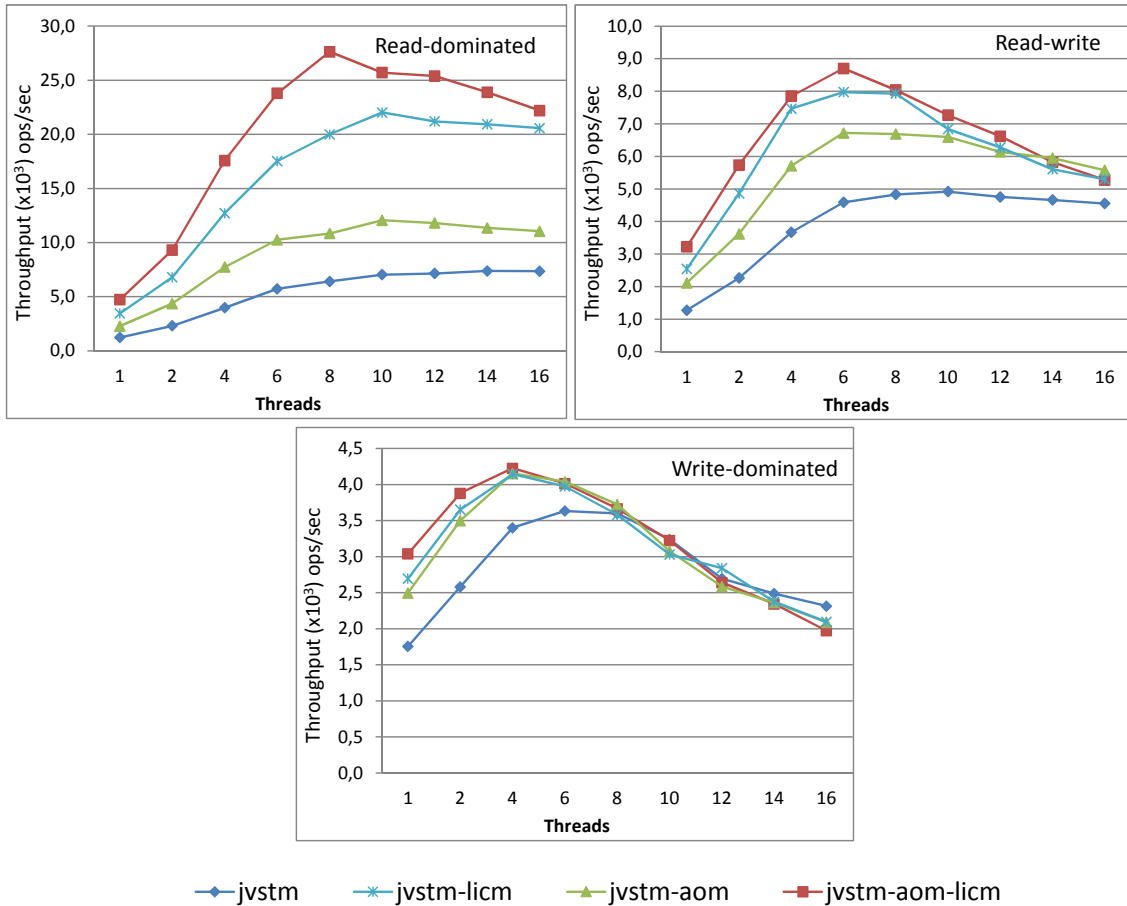 Read-dominated
Throughput (x10³) ops/sec
30,0
25,0
20,0
15,0
10,0
5,0
0,0
1 2 4 6 8 10 12 14 16
Threads
Read-write
Throughput (x10³) ops/sec
10,0
9,0
8,0
7,0
6,0
5,0
4,0
3,0
2,0
1,0
0,0
1 2 4 6 8 10 12 14 16
Threads
Write-dominated
Throughput (x10³) ops/sec
4,5
4,0
3,5
3,0
2,5
2,0
1,5
1,0
0,5
0,0
1 2 4 6 8 10 12 14 16
Threads
jvstm jvstm-licm jvstm-aom jvstm-aom-licm